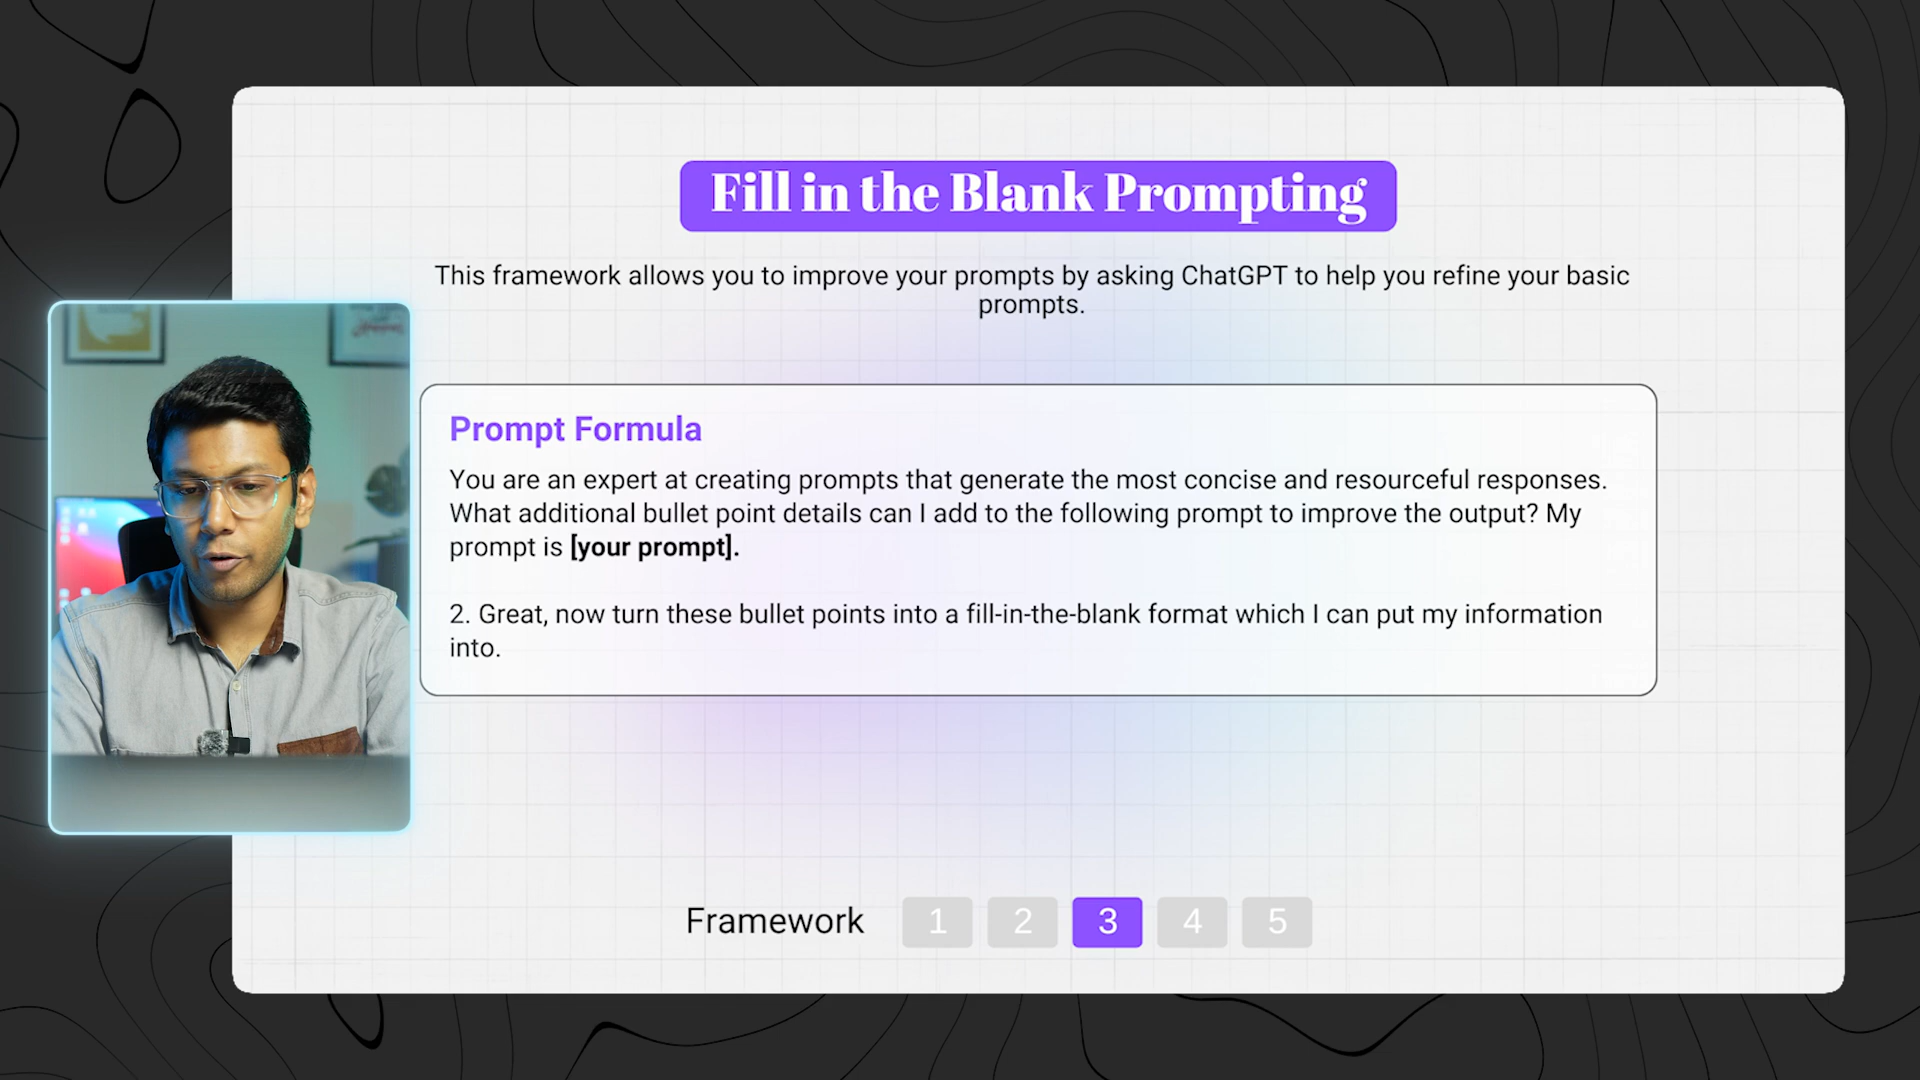 Fill in the Blank Prompting
This framework allows you to improve your prompts by asking ChatGPT to help you refine your basic
prompts.
Prompt Formula
You are an expert at creating prompts that generate the most concise and resourceful responses.
What additional bullet point details can I add to the following prompt to improve the output? My
prompt is [your prompt].
2. Great, now turn these bullet points into a fill-in-the-blank format which I can put my information
into.
Framework 1 2 3 4 5